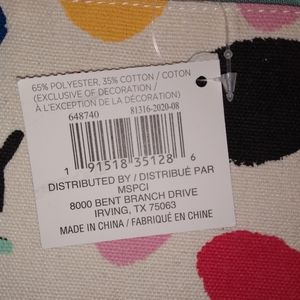 65% POLYESTER, 35% COTTON / COTON
(EXCLUSIVE OF DECORATION /
À L'EXCEPTION DE LA DÉCORATION)
648740 81316-2020-08
1 91518 35128 6
DISTRIBUTED BY / DISTRIBUÉ PAR
MSPCI
8000 BENT BRANCH DRIVE
IRVING, TX 75063
MADE IN CHINA / FABRIQUÉ EN CHINE